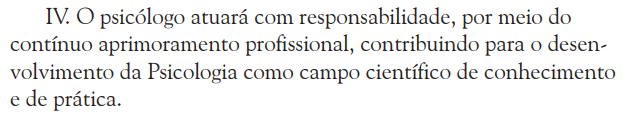 IV. O psicólogo atuará com responsabilidade, por meio do
contínuo aprimoramento profissional, contribuindo para o desen-
volvimento da Psicologia como campo científico de conhecimento
e de prática.